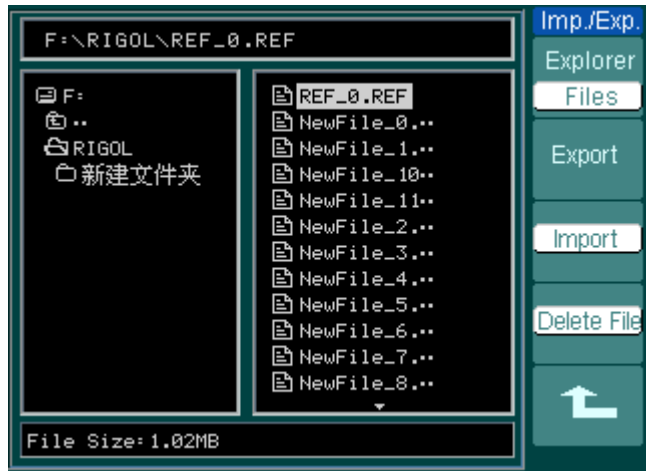 F:\RIGOL\REF_0.REF
F:
..
RIGOL
新建文件夹
REF_0.REF
NewFile_0...
NewFile_1...
NewFile_10..
NewFile_11..
NewFile_2...
NewFile_3...
NewFile_4...
NewFile_5...
NewFile_6...
NewFile_7...
NewFile_8...
File Size:1.02MB
Imp./Exp.
Explorer
Files
Export
Import
Delete File